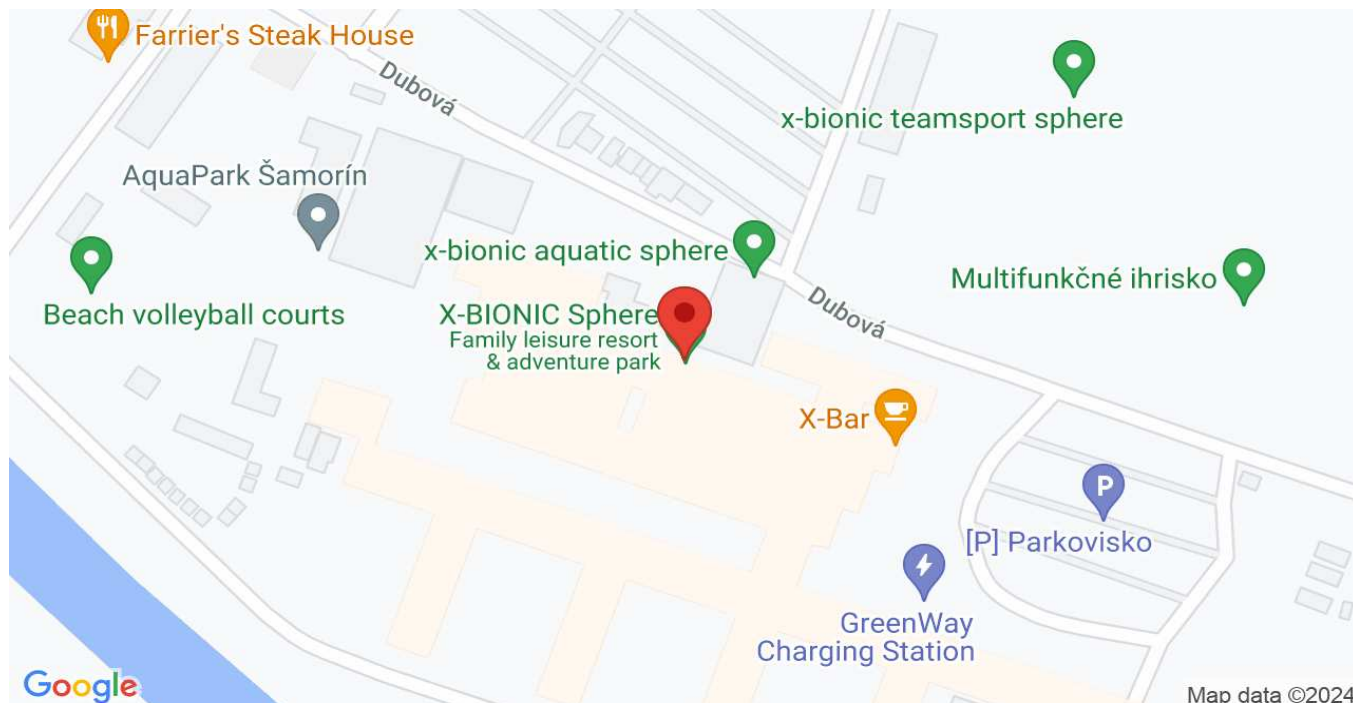 Farrier's Steak House
Dubová
x-bionic teamsport sphere
AquaPark Šamorín
x-bionic aquatic sphere
Multifunkčné ihrisko
Beach volleyball courts
X-BIONIC Sphere
Family leisure resort
& adventure park
Dubová
X-Bar
P
[P] Parkovisko
GreenWay
Charging Station
Google
Map data ©2024